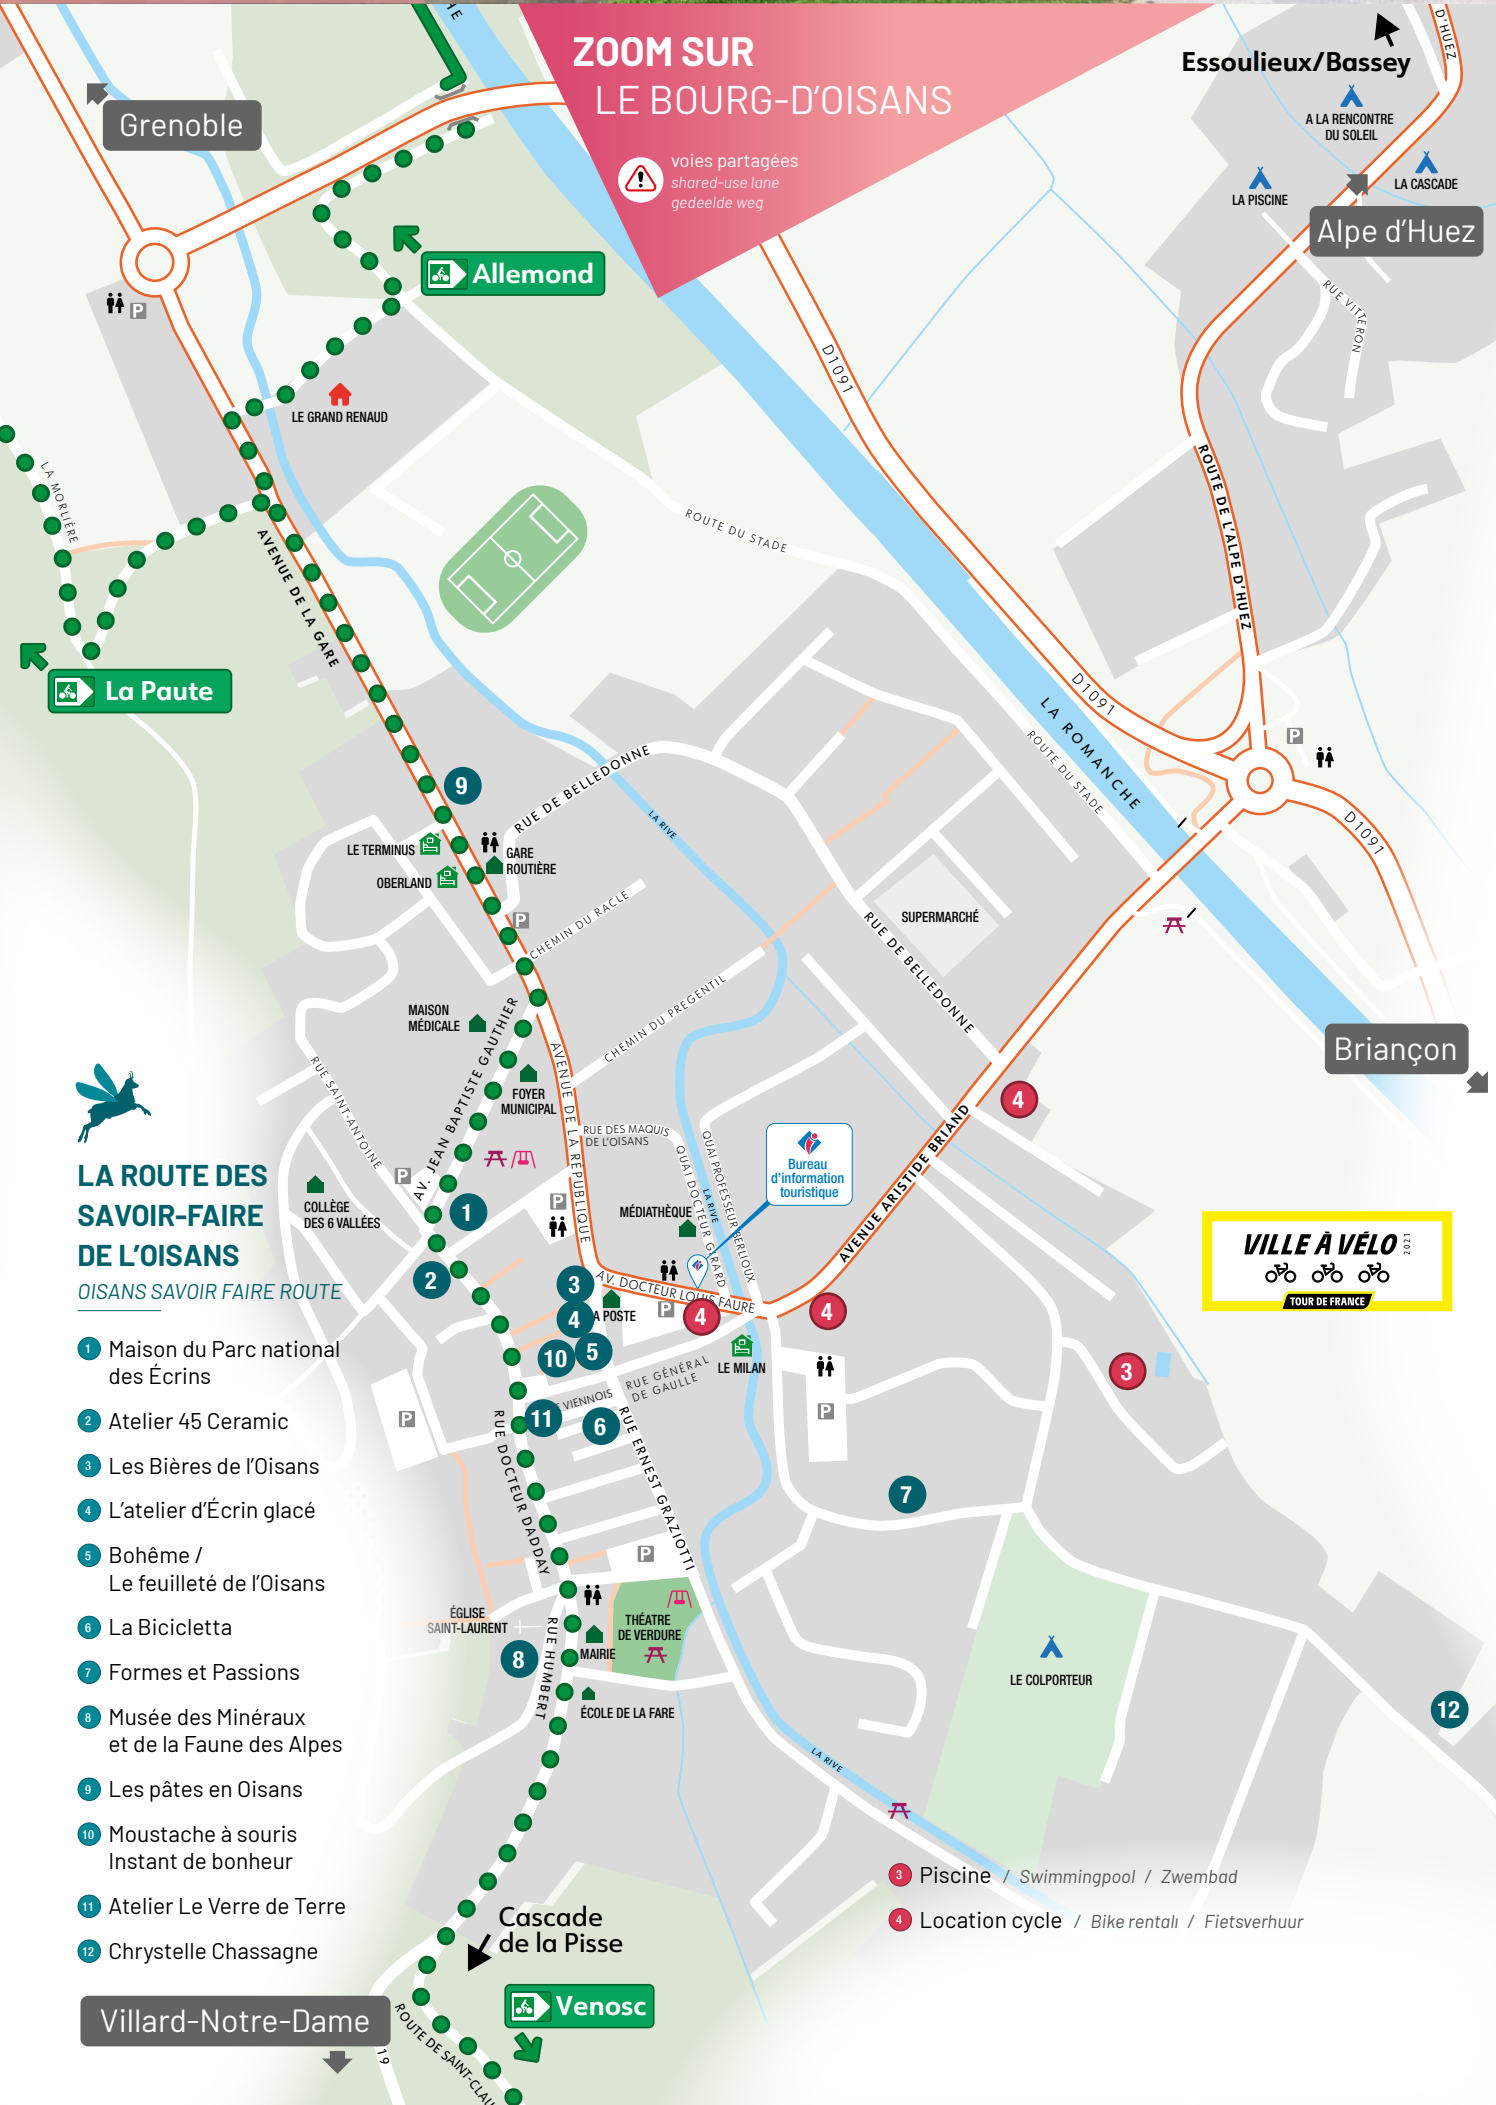 ZOOM SUR
LE BOURG-D'OISANS
voies partagées
shared-use lane
gedeelde weg
Essoulieux/Bassey
D'HUEZ
A LA RENCONTRE
DU SOLEIL
LA PISCINE
LA CASCADE
Alpe d'Huez
RUE VITTERON
Grenoble
Allemond
P
D1091
LE GRAND RENAUD
LA MORLIÈRE
ROUTE DE L'ALPE D'HUEZ
ROUTE DU STADE
AVENUE DE LA GARE
La Paute
D1091
LA ROMANCHE
ROUTE DU STADE
P
D1091
RUE DE BELLEDONNE
9
LA RIVE
LE TERMINUS
GARE
ROUTIÈRE
OBERLAND
P
CHEMIN DU RACLE
SUPERMARCHÉ
RUE DE BELLEDONNE
CHEMIN DU PREGENTIL
MAISON
MÉDICALE
AV. JEAN BAPTISTE GAUTHIER
AVENUE DE LA RÉPUBLIQUE
Briançon
FOYER
MUNICIPAL
RUE SAINT-ANTOINE
4
RUE DES MAQUIS
DE L'OISANS
QUAI DOCTEUR GIRARD
LA RIVE
QUAI PROFESSEUR BERLIOUX
Bureau
d'information
touristique
AVENUE ARISTIDE BRIAND
P
COLLÈGE
DES 6 VALLÉES
1
P
MÉDIATHÈQUE
VILLE À VÉLO
2021
TOUR DE FRANCE
2
3
AV. DOCTEUR LOUIS FAURE
4
A POSTE
P
4
4
10
5
LE MILAN
RUE GÉNÉRAL
DE GAULLE
3
P
VIENNOIS
11
6
P
RUE DOCTEUR DADDAY
RUE ERNEST GRAZIOTTI
7
P
ÉGLISE
SAINT-LAURENT
THÉATRE
DE VERDURE
MAIRIE
8
RUE HUMBERT
ÉCOLE DE LA FARE
LE COLPORTEUR
12
LA RIVE
LA ROUTE DES
SAVOIR-FAIRE
DE L'OISANS
OISANS SAVOIR FAIRE ROUTE
1 Maison du Parc national
des Écrins
2 Atelier 45 Ceramic
3 Les Bières de l'Oisans
4 L'atelier d'Écrin glacé
5 Bohême /
Le feuilleté de l'Oisans
6 La Bicicletta
7 Formes et Passions
8 Musée des Minéraux
et de la Faune des Alpes
9 Les pâtes en Oisans
10 Moustache à souris
Instant de bonheur
11 Atelier Le Verre de Terre
12 Chrystelle Chassagne
3 Piscine / Swimmingpool / Zwembad
4 Location cycle / Bike rental / Fietsverhuur
Cascade
de la Pisse
Venosc
Villard-Notre-Dame
19
ROUTE DE SAINT-CLAU